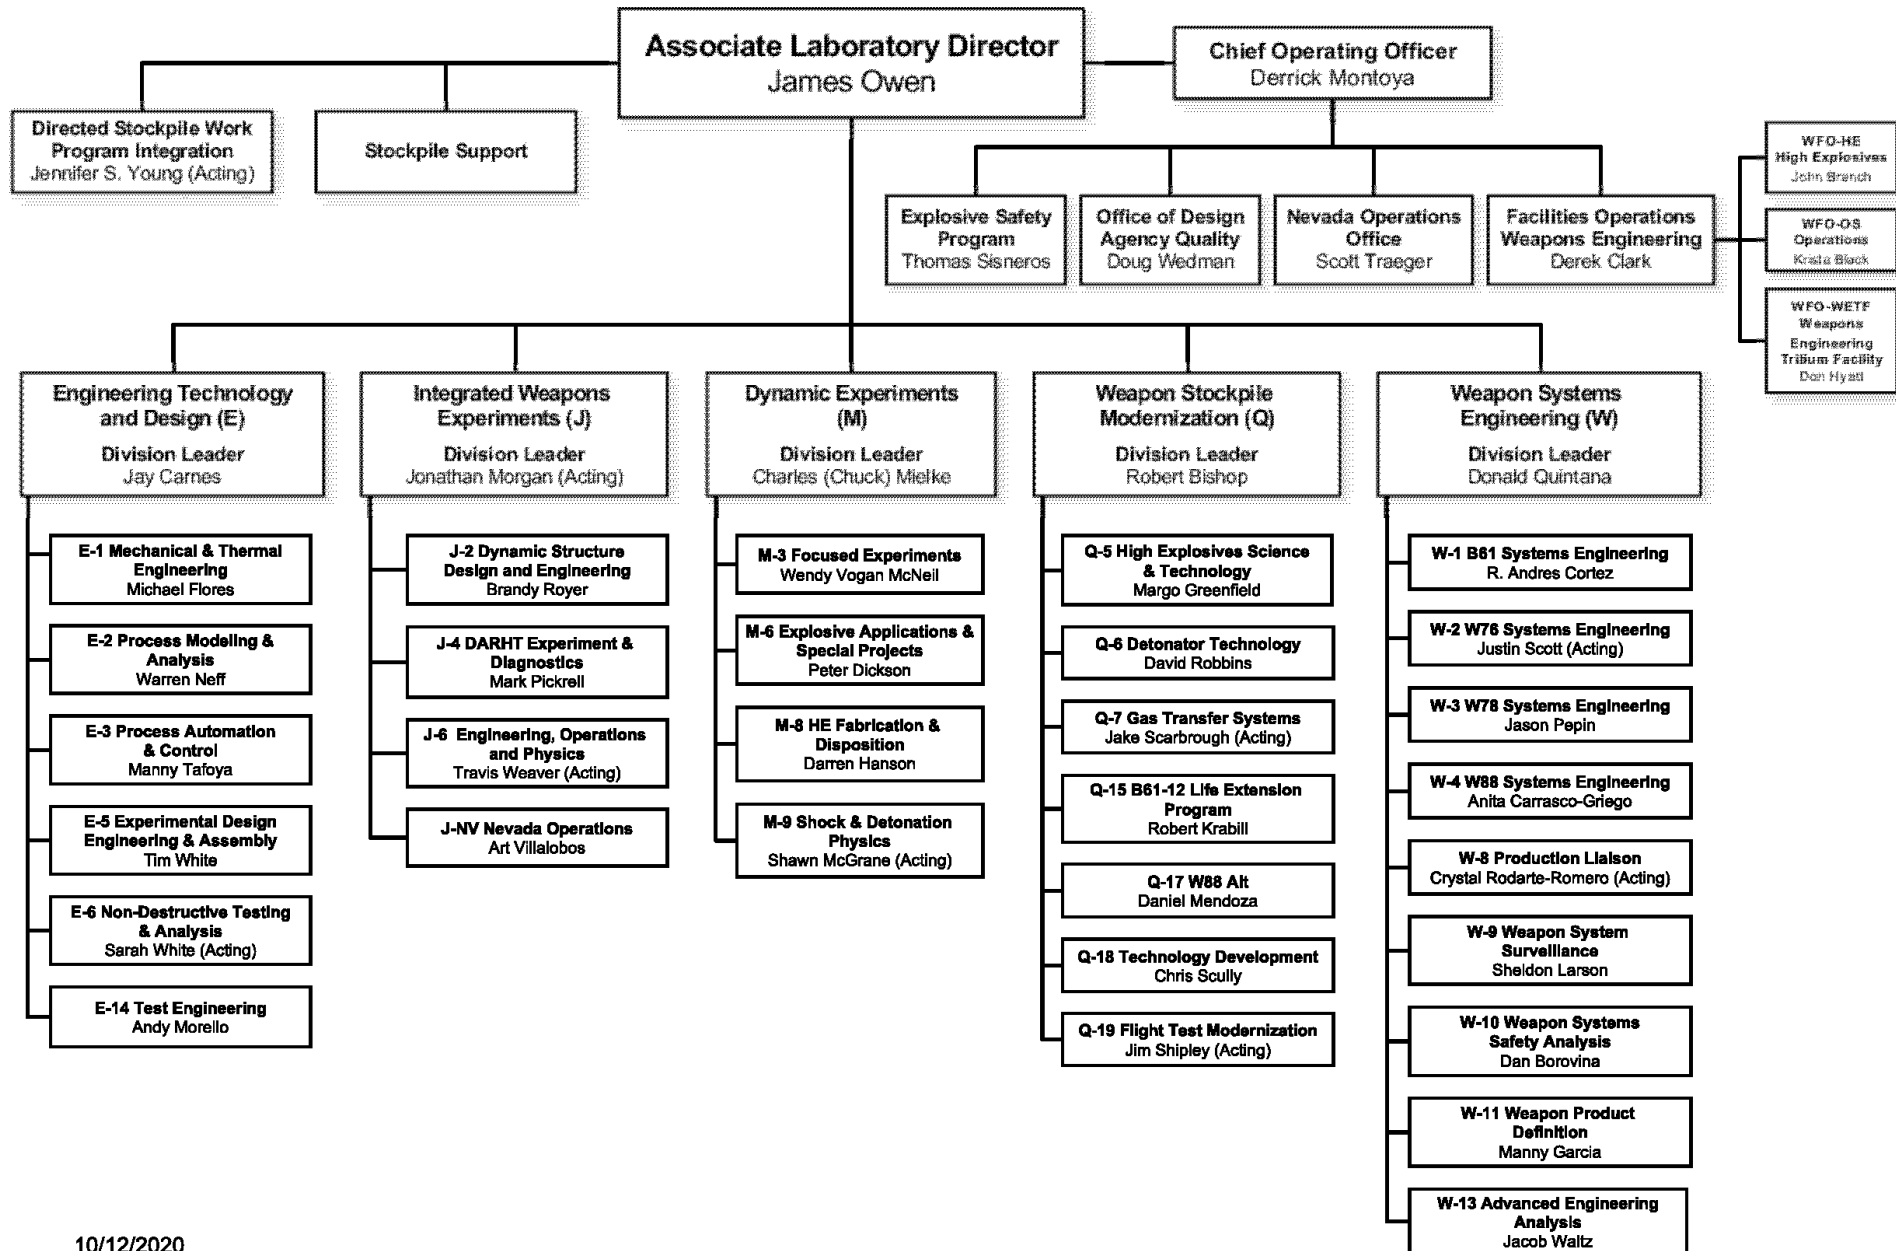 Associate Laboratory Director
James Owen
Chief Operating Officer
Derrick Montoya
Directed Stockpile Work
Program Integration
Jennifer S. Young (Acting)
Stockpile Support
Explosive Safety
Program
Thomas Sisneros
Office of Design
Agency Quality
Doug Wedman
Nevada Operations
Office
Scott Traeger
Facilities Operations
Weapons Engineering
Derek Clark
WFO-HE
High Explosives
John Branch
WFO-OS
Operations
Krista Black
WFO-WETF
Weapons
Engineering
Tritium Facility
Don Hyatt
Engineering Technology
and Design (E)
Division Leader
Jay Carnes
Integrated Weapons
Experiments (J)
Division Leader
Jonathan Morgan (Acting)
Dynamic Experiments
(M)
Division Leader
Charles (Chuck) Mielke
Weapon Stockpile
Modernization (Q)
Division Leader
Robert Bishop
Weapon Systems
Engineering (W)
Division Leader
Donald Quintana
E-1 Mechanical & Thermal
Engineering
Michael Flores
E-2 Process Modeling &
Analysis
Warren Neff
E-3 Process Automation
& Control
Manny Tafoya
E-5 Experimental Design
Engineering & Assembly
Tim White
E-6 Non-Destructive Testing
& Analysis
Sarah White (Acting)
E-14 Test Engineering
Andy Morello
J-2 Dynamic Structure
Design and Engineering
Brandy Royer
J-4 DARHT Experiment &
Diagnostics
Mark Pickrell
J-6 Engineering, Operations
and Physics
Travis Weaver (Acting)
J-NV Nevada Operations
Art Villalobos
M-3 Focused Experiments
Wendy Vogan McNeil
M-6 Explosive Applications &
Special Projects
Peter Dickson
M-8 HE Fabrication &
Disposition
Darren Hanson
M-9 Shock & Detonation
Physics
Shawn McGrane (Acting)
Q-5 High Explosives Science
& Technology
Margo Greenfield
Q-6 Detonator Technology
David Robbins
Q-7 Gas Transfer Systems
Jake Scarbrough (Acting)
Q-15 B61-12 Life Extension
Program
Robert Krabill
Q-17 W88 Alt
Daniel Mendoza
Q-18 Technology Development
Chris Scully
Q-19 Flight Test Modernization
Jim Shipley (Acting)
W-1 B61 Systems Engineering
R. Andres Cortez
W-2 W76 Systems Engineering
Justin Scott (Acting)
W-3 W78 Systems Engineering
Jason Pepin
W-4 W88 Systems Engineering
Anita Carrasco-Griego
W-8 Production Liaison
Crystal Rodarte-Romero (Acting)
W-9 Weapon System
Surveillance
Sheldon Larson
W-10 Weapon Systems
Safety Analysis
Dan Borovina
W-11 Weapon Product
Definition
Manny Garcia
W-13 Advanced Engineering
Analysis
Jacob Waltz
10/12/2020